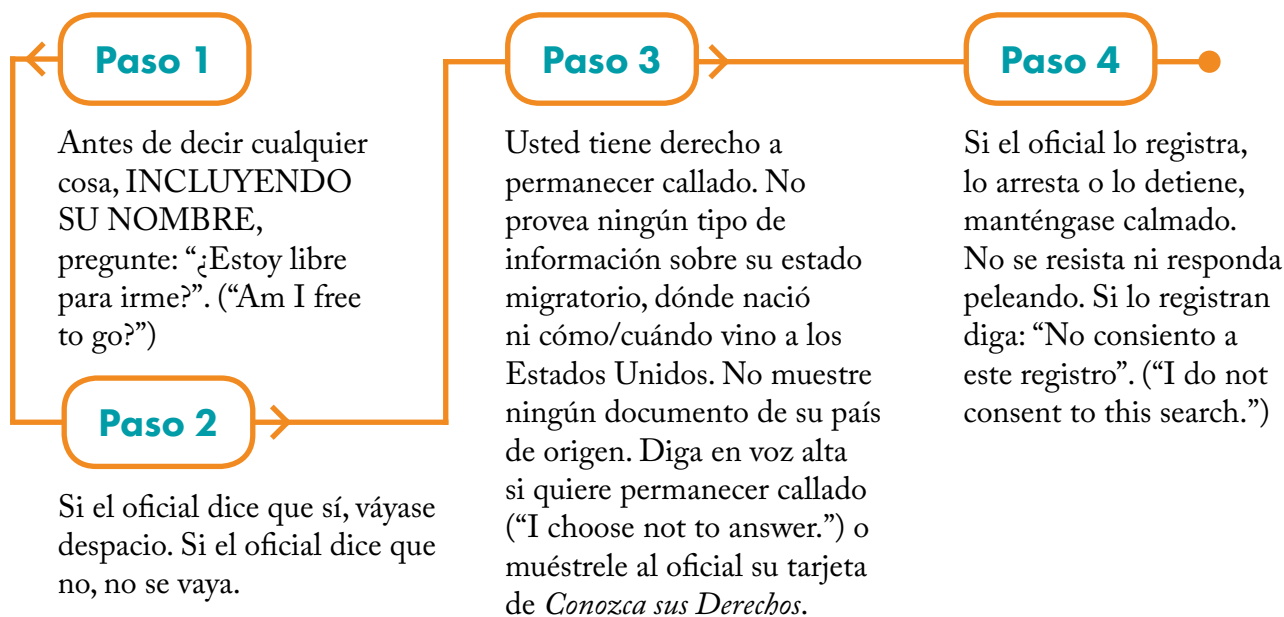 Paso 1
Antes de decir cualquier
cosa, INCLUYENDO
SU NOMBRE,
pregunte: “¿Estoy libre
para irme?”. (“Am I free
to go?”)
Paso 2
Si el oficial dice que sí, váyase
despacio. Si el oficial dice que
no, no se vaya.
Paso 3
Usted tiene derecho a
permanecer callado. No
provea ningún tipo de
información sobre su estado
migratorio, dónde nació
ni cómo/cuándo vino a los
Estados Unidos. No muestre
ningún documento de su país
de origen. Diga en voz alta
si quiere permanecer callado
(“I choose not to answer.”) o
muéstrele al oficial su tarjeta
de Conozca sus Derechos.
Paso 4
Si el oficial lo registra,
lo arresta o lo detiene,
manténgase calmado.
No se resista ni responda
peleando. Si lo registran
diga: “No consiento a
este registro”. (“I do not
consent to this search.”)